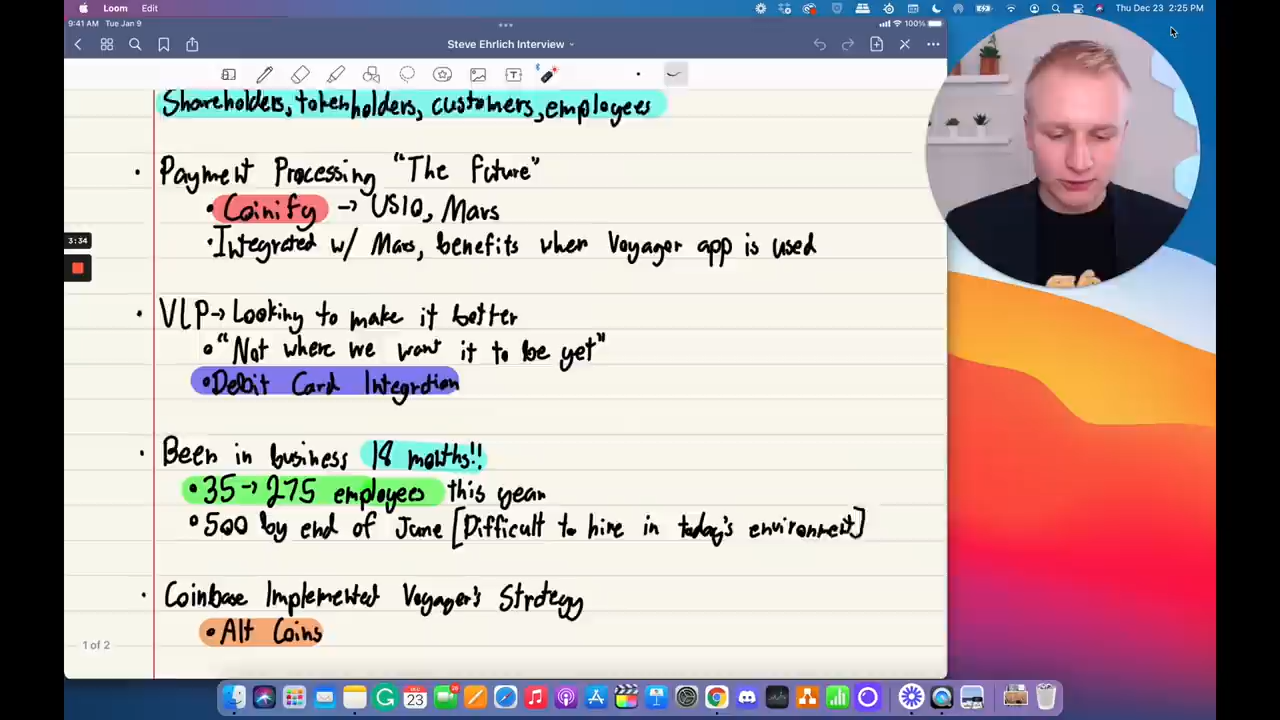 Loom Edit
Thu Dec 23 2:25 PM
9:41 AM Tue Jan 9
100%
Steve Ehrlich Interview
Shareholders, tokenholders, customers, employees
• Payment Processing "The Future"
• Coinify → USIO, Mars
• Integrated w/ Mars, benefits when Voyager app is used
3:34
• VLP → Looking to make it better
• "Not where we want it to be yet"
• Debit Card Integrtion
• Been in business 18 months!!
• 35 → 275 employees this year
• 500 by end of June [Difficult to hire in today's environment]
• Coinbase Implemented Voyager's Strategy
• Alt Coins
1 of 2
DEC
23